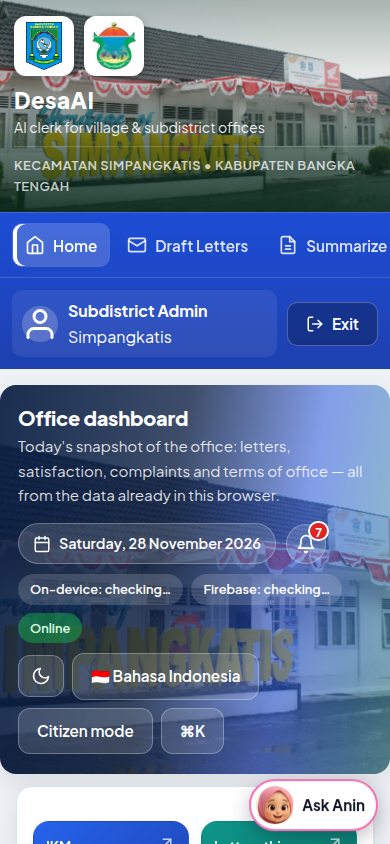 DesaAI
AI clerk for village & subdistrict offices
KECAMATAN SIMPANGKATIS • KABUPATEN BANGKA
TENGAH
Home
Draft Letters
Summarize
Subdistrict Admin
Simpangkatis
Exit
Office dashboard
Today's snapshot of the office: letters,
satisfaction, complaints and terms of office — all
from the data already in this browser.
Saturday, 28 November 2026
7
On-device: checking…
Firebase: checking…
Online
🇮🇩 Bahasa Indonesia
Citizen mode
⌘K
Ask Anin
IKM